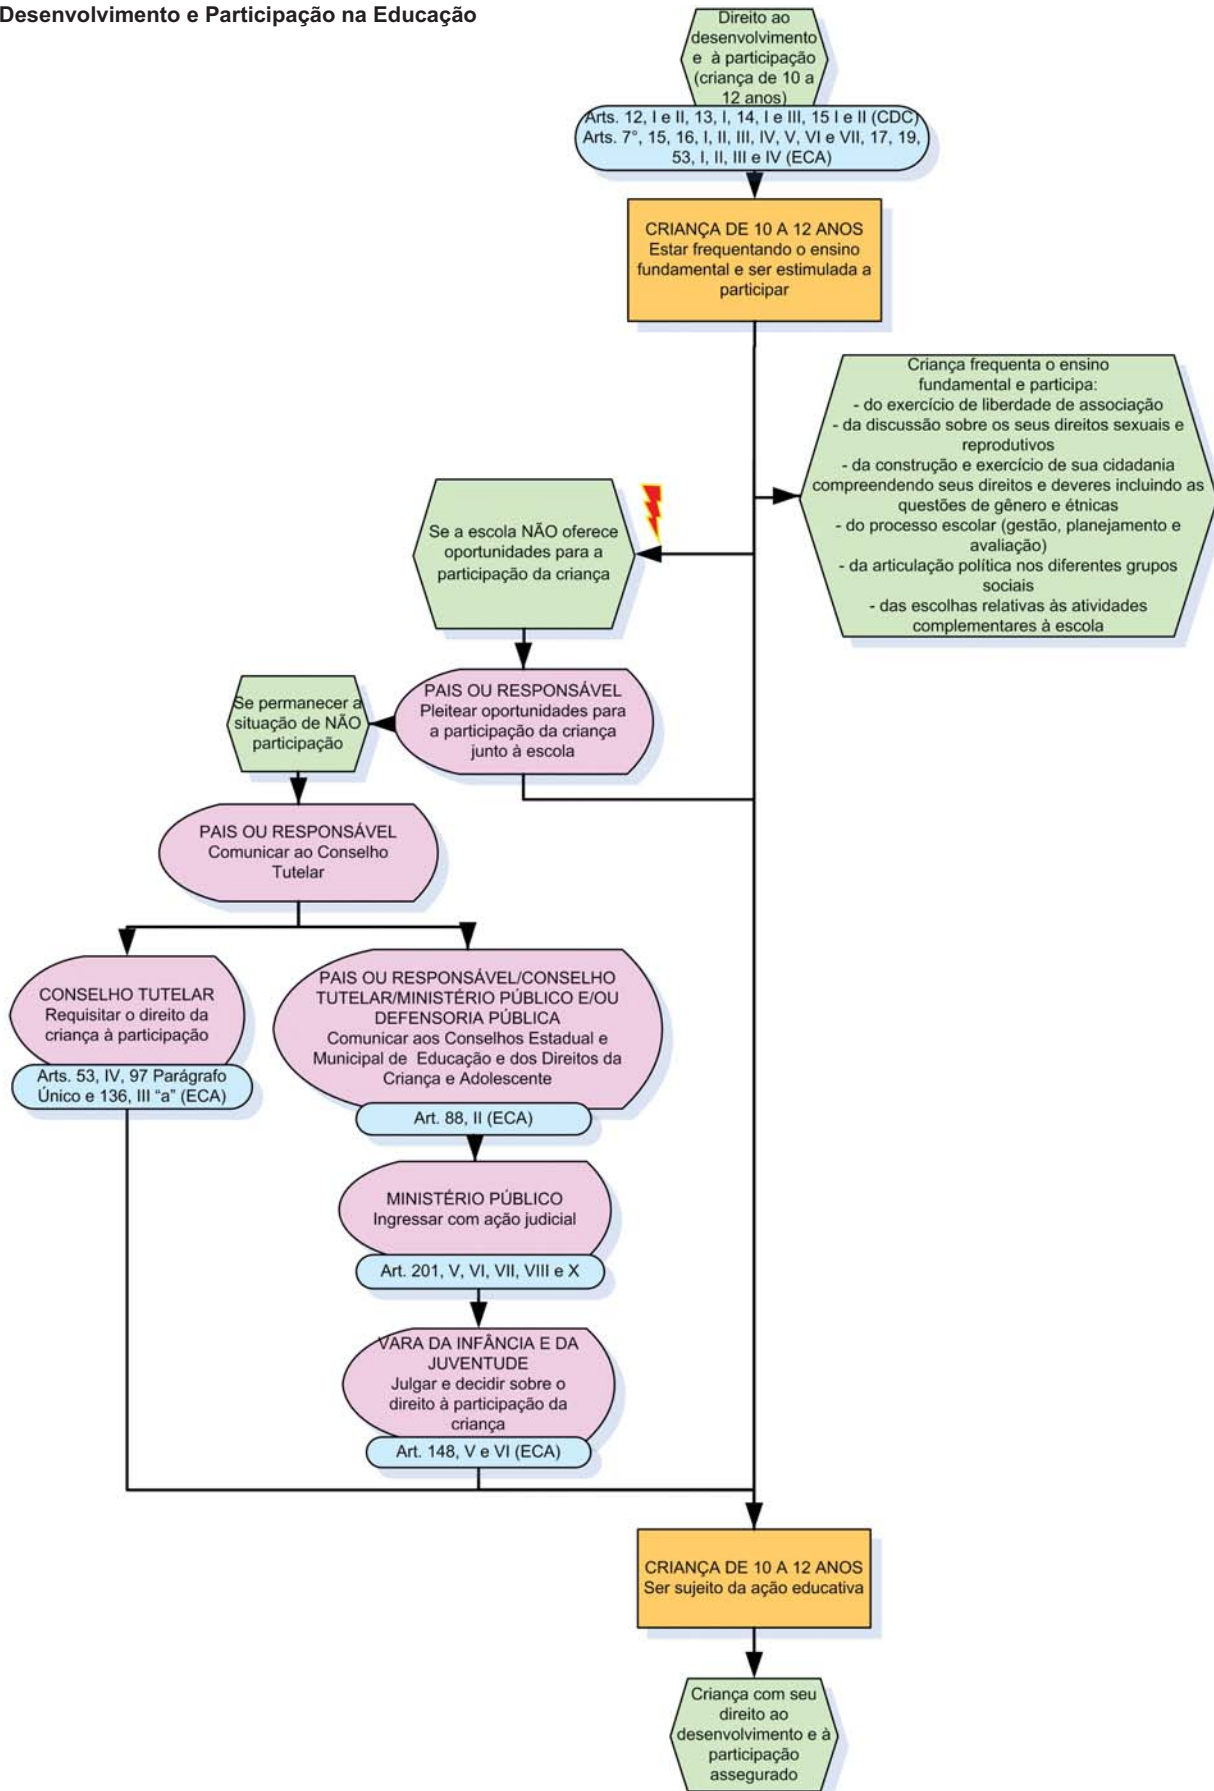 Desenvolvimento e Participação na Educação
Direito ao
desenvolvimento
e à participação
(criança de 10 a
12 anos)
Arts. 12, I e II, 13, I, 14, I e III, 15 I e II (CDC)
Arts. 7°, 15, 16, I, II, III, IV, V, VI e VII, 17, 19,
53, I, II, III e IV (ECA)
CRIANÇA DE 10 A 12 ANOS
Estar frequentando o ensino
fundamental e ser estimulada a
participar
Criança frequenta o ensino
fundamental e participa:
- do exercício de liberdade de associação
- da discussão sobre os seus direitos sexuais e
reprodutivos
- da construção e exercício de sua cidadania
compreendendo seus direitos e deveres incluindo as
questões de gênero e étnicas
- do processo escolar (gestão, planejamento e
avaliação)
- da articulação política nos diferentes grupos
sociais
- das escolhas relativas às atividades
complementares à escola
Se a escola NÃO oferece
oportunidades para a
participação da criança
PAIS OU RESPONSÁVEL
Pleitear oportunidades para
a participação da criança
junto à escola
Se permanecer a
situação de NÃO
participação
PAIS OU RESPONSÁVEL
Comunicar ao Conselho
Tutelar
CONSELHO TUTELAR
Requisitar o direito da
criança à participação
Arts. 53, IV, 97 Parágrafo
Único e 136, III “a” (ECA)
PAIS OU RESPONSÁVEL/CONSELHO
TUTELAR/MINISTÉRIO PÚBLICO E/OU
DEFENSORIA PÚBLICA
Comunicar aos Conselhos Estadual e
Municipal de Educação e dos Direitos da
Criança e Adolescente
Art. 88, II (ECA)
MINISTÉRIO PÚBLICO
Ingressar com ação judicial
Art. 201, V, VI, VII, VIII e X
VARA DA INFÂNCIA E DA
JUVENTUDE
Julgar e decidir sobre o
direito à participação da
criança
Art. 148, V e VI (ECA)
CRIANÇA DE 10 A 12 ANOS
Ser sujeito da ação educativa
Criança com seu
direito ao
desenvolvimento e à
participação
assegurado